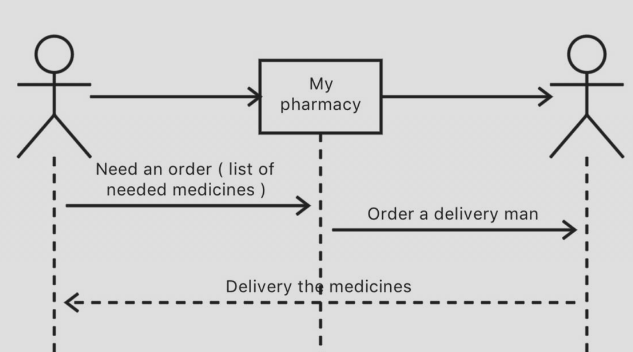 My
pharmacy
Need an order ( list of
needed medicines )
Order a delivery man
Delivery the medicines